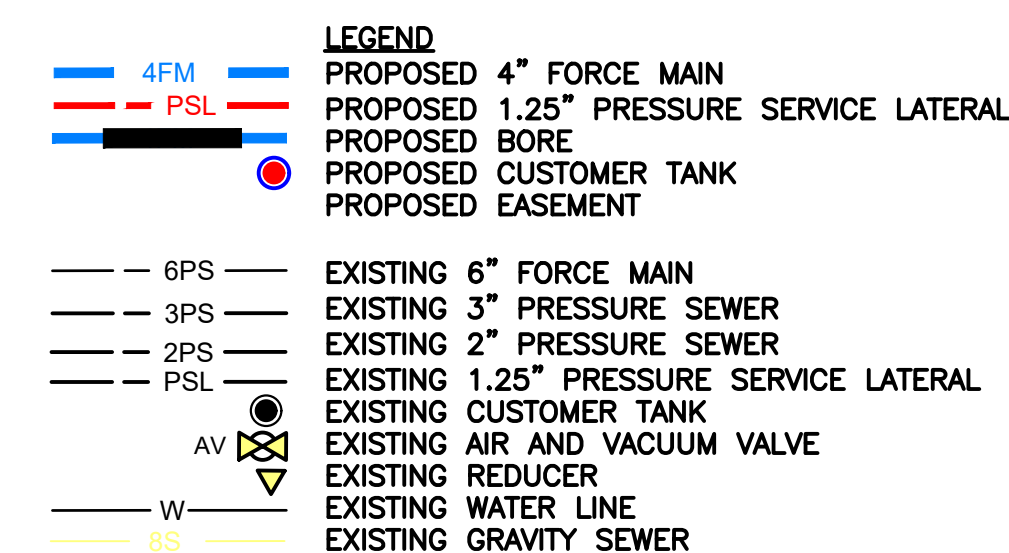 LEGEND
4FM PROPOSED 4" FORCE MAIN
PSL PROPOSED 1.25" PRESSURE SERVICE LATERAL
PROPOSED BORE
PROPOSED CUSTOMER TANK
PROPOSED EASEMENT
6PS EXISTING 6" FORCE MAIN
3PS EXISTING 3" PRESSURE SEWER
2PS EXISTING 2" PRESSURE SEWER
PSL EXISTING 1.25" PRESSURE SERVICE LATERAL
EXISTING CUSTOMER TANK
AV EXISTING AIR AND VACUUM VALVE
EXISTING REDUCER
W EXISTING WATER LINE
8S EXISTING GRAVITY SEWER